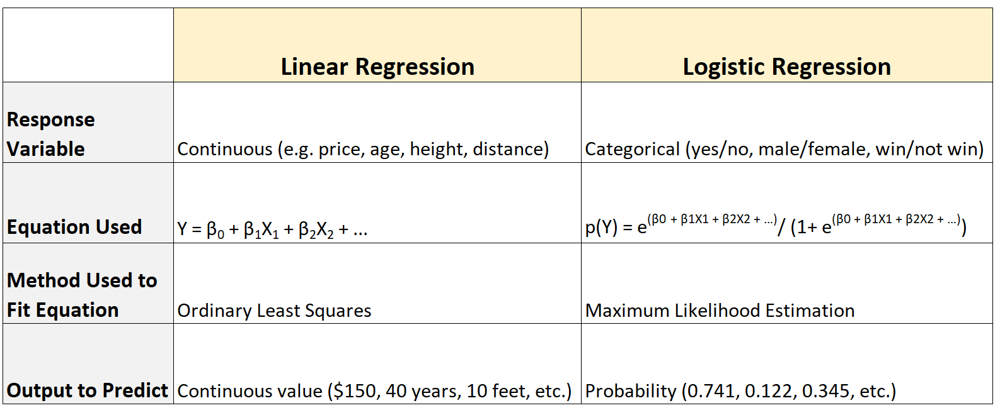 Linear Regression
Logistic Regression
Response
Variable
Continuous (e.g. price, age, height, distance)
Categorical (yes/no, male/female, win/not win)
Equation Used
Y = β₀ + β₁X₁ + β₂X₂ + ...
p(Y) = e^(β0 + β1X1 + β2X2 + ...) / (1+ e^(β0 + β1X1 + β2X2 + ...))
Method Used to
Fit Equation
Ordinary Least Squares
Maximum Likelihood Estimation
Output to Predict
Continuous value ($150, 40 years, 10 feet, etc.)
Probability (0.741, 0.122, 0.345, etc.)